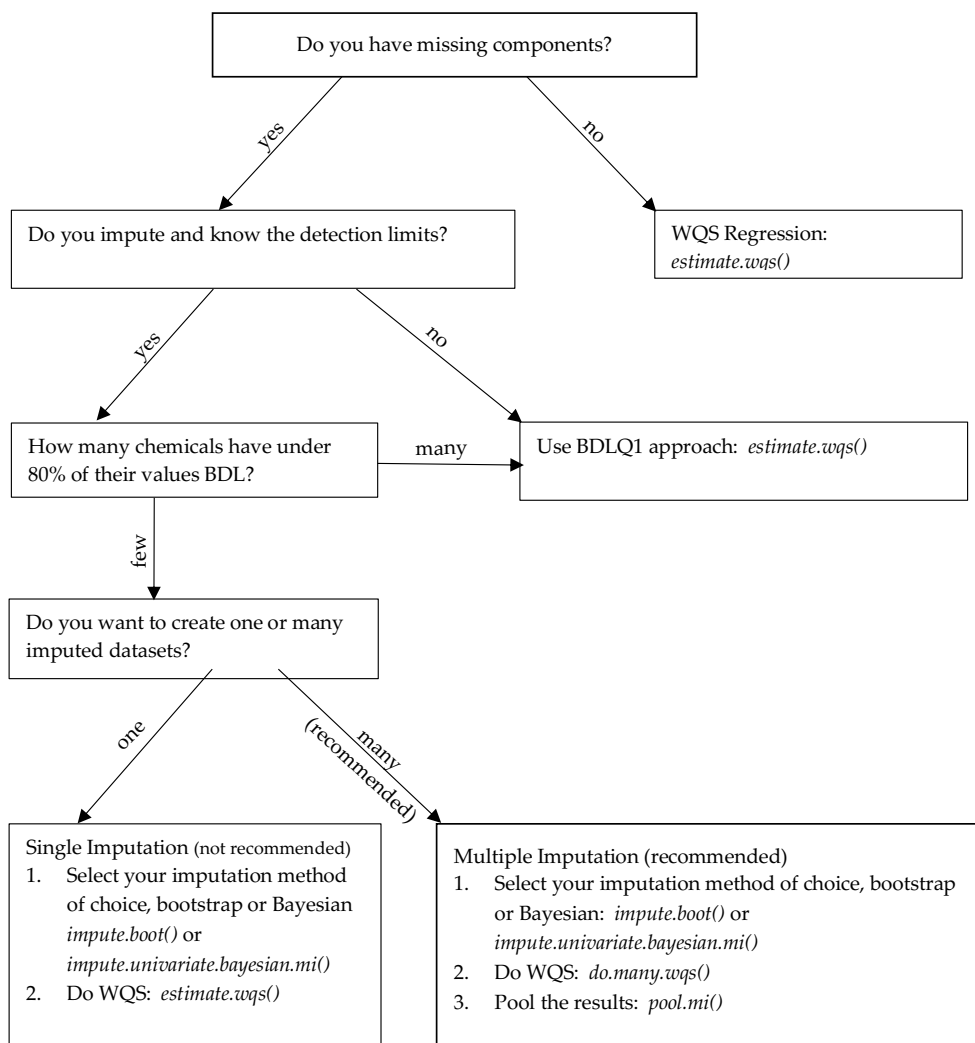 Do you have missing components?
yes
no
Do you impute and know the detection limits?
WQS Regression:
estimate.wqs()
yes
no
How many chemicals have under
80% of their values BDL?
many
Use BDLQ1 approach: estimate.wqs()
few
Do you want to create one or many
imputed datasets?
one
many
(recommended)
Single Imputation (not recommended)
1. Select your imputation method
of choice, bootstrap or Bayesian
impute.boot() or
impute.univariate.bayesian.mi()
2. Do WQS: estimate.wqs()
Multiple Imputation (recommended)
1. Select your imputation method of choice, bootstrap
or Bayesian: impute.boot() or
impute.univariate.bayesian.mi()
2. Do WQS: do.many.wqs()
3. Pool the results: pool.mi()